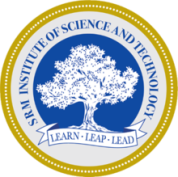 SRM INSTITUTE OF SCIENCE AND TECHNOLOGY
LEARN · LEAP · LEAD